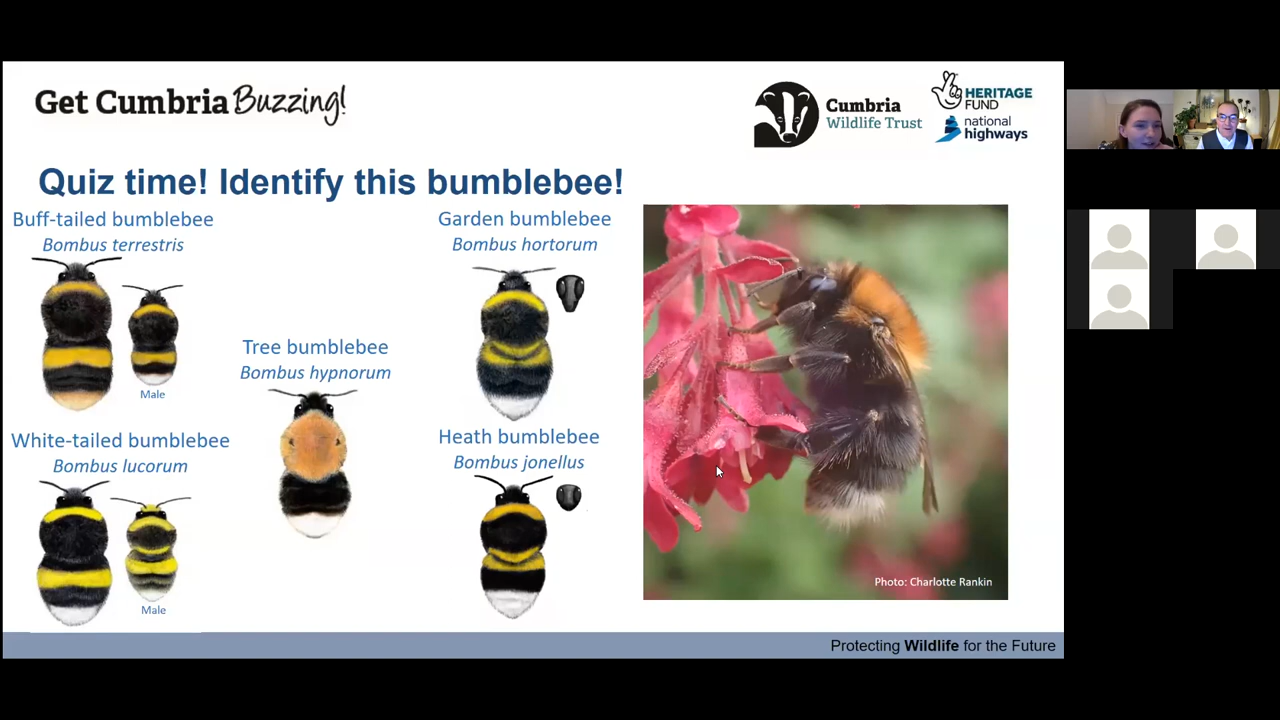 Get Cumbria Buzzing!
Cumbria
Wildlife Trust
HERITAGE
FUND
national
highways
Quiz time! Identify this bumblebee!
Buff-tailed bumblebee
Bombus terrestris
Male
Tree bumblebee
Bombus hypnorum
Garden bumblebee
Bombus hortorum
White-tailed bumblebee
Bombus lucorum
Male
Heath bumblebee
Bombus jonellus
Photo: Charlotte Rankin
Protecting Wildlife for the Future